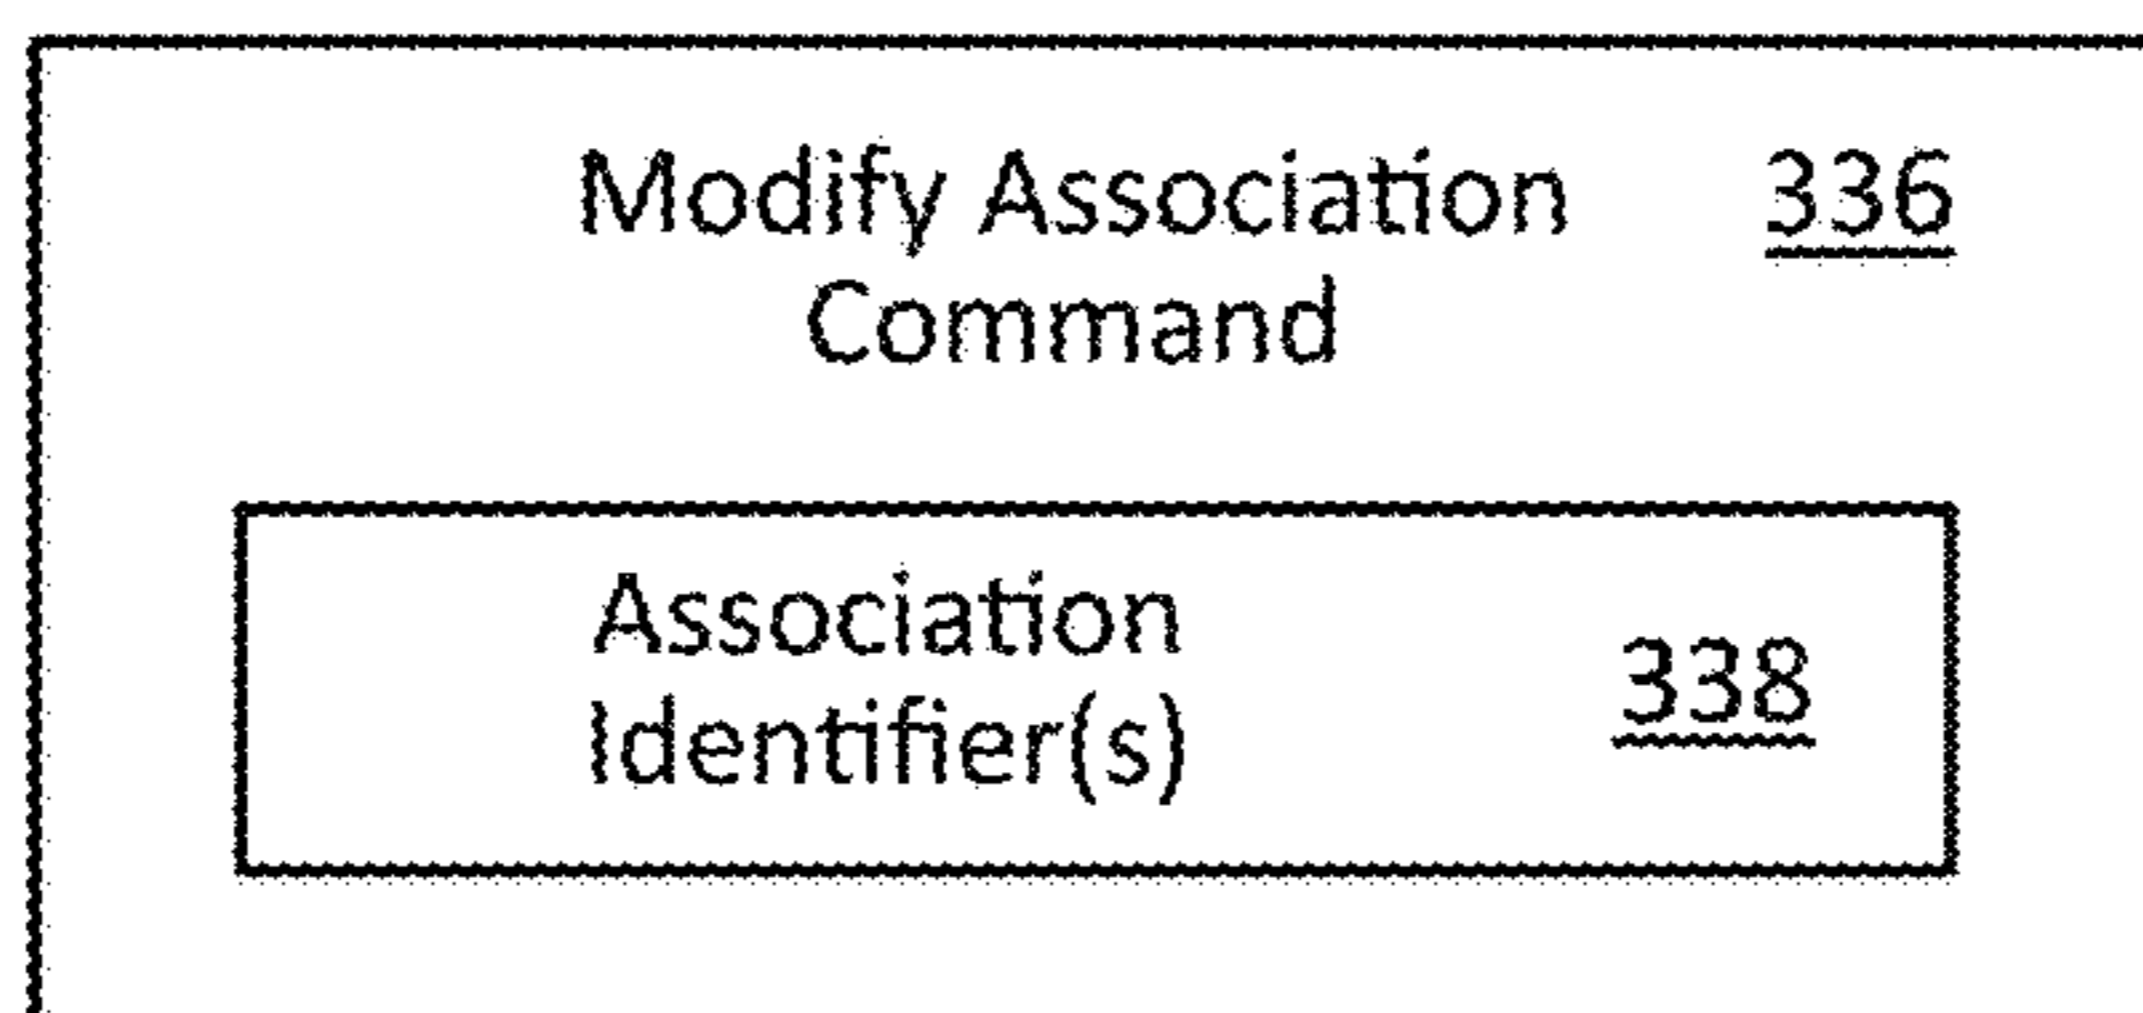 Modify Association 336
Command
Association
Identifier(s) 338